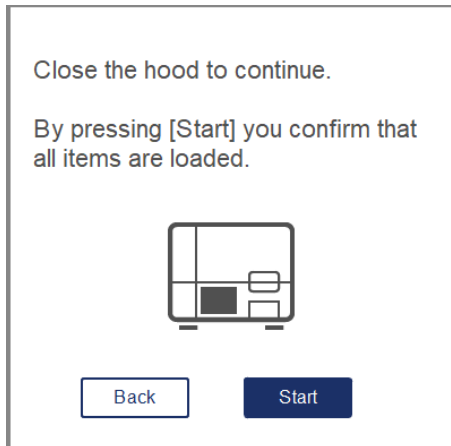 Close the hood to continue.
By pressing [Start] you confirm that
all items are loaded.
Back
Start